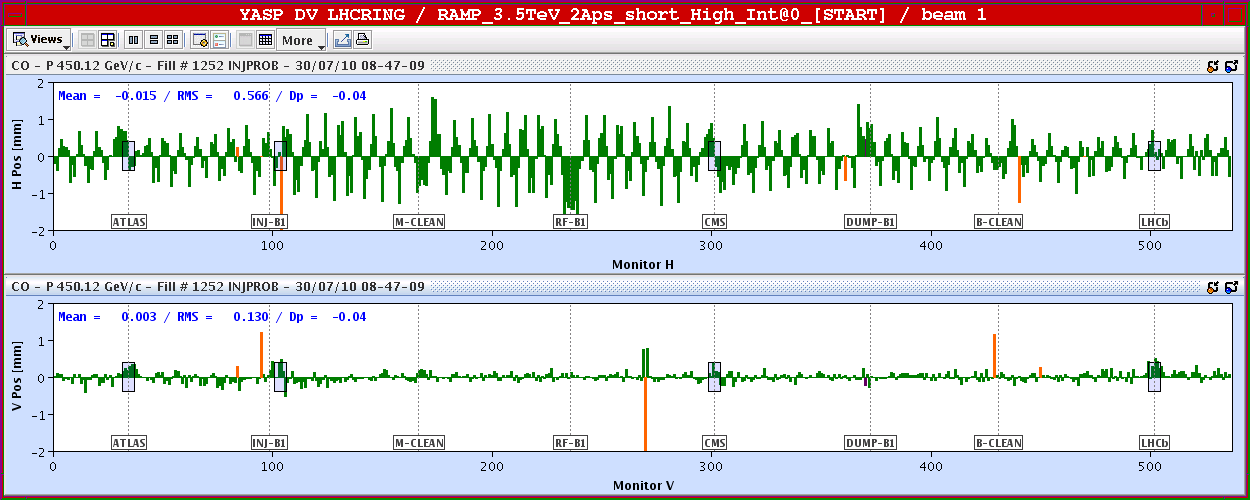 YASP DV LHCRING / RAMP_3.5TeV_2Aps_short_High_Int@0_[START] / beam 1
Views More
CO - P 450.12 GeV/c - Fill # 1252 INJPROB - 30/07/10 08-47-09
Mean = -0.015 / RMS = 0.566 / Dp = -0.04
H Pos [mm]
2
1
0
-1
-2
ATLAS INJ-B1 M-CLEAN RF-B1 CMS DUMP-B1 B-CLEAN LHCb
0 100 200 300 400 500
Monitor H
CO - P 450.12 GeV/c - Fill # 1252 INJPROB - 30/07/10 08-47-09
Mean = 0.003 / RMS = 0.130 / Dp = -0.04
V Pos [mm]
2
1
0
-1
-2
ATLAS INJ-B1 M-CLEAN RF-B1 CMS DUMP-B1 B-CLEAN LHCb
0 100 200 300 400 500
Monitor V